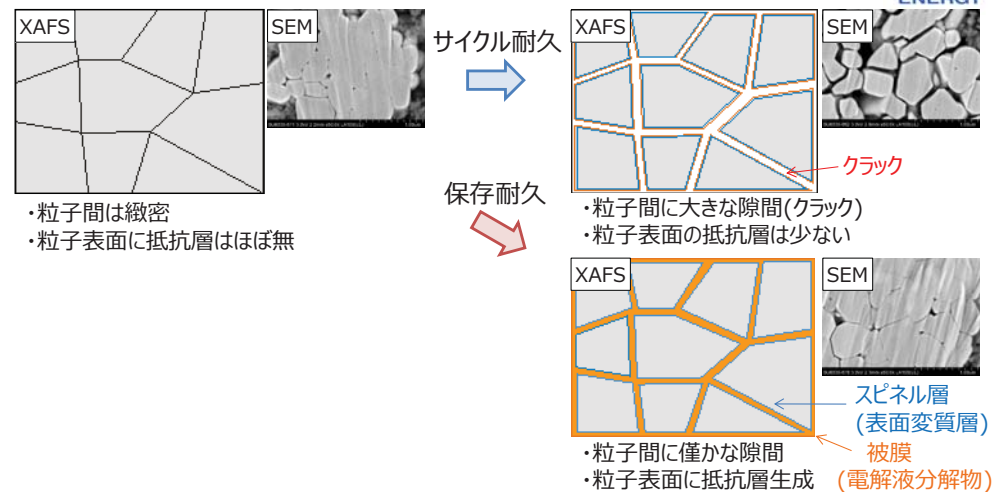 ENERGY
XAFS
SEM
サイクル耐久
XAFS
SEM
クラック
・粒子間は緻密
・粒子表面に抵抗層はほぼ無
保存耐久
・粒子間に大きな隙間(クラック)
・粒子表面の抵抗層は少ない
XAFS
SEM
スピネル層
(表面変質層)
被膜
(電解液分解物)
・粒子間に僅かな隙間
・粒子表面に抵抗層生成